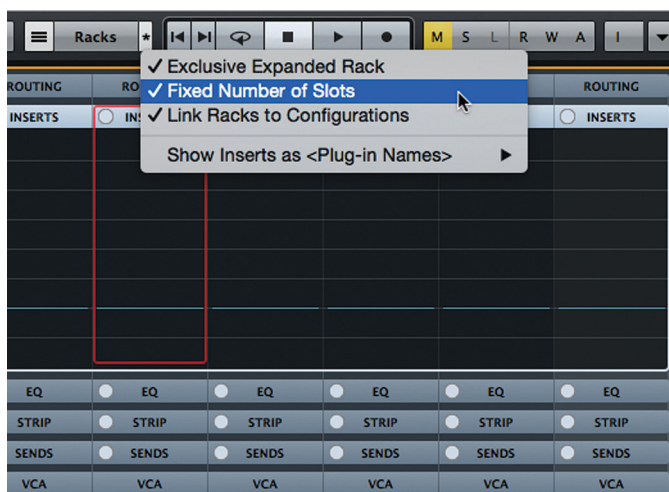 Racks * M S L R W A I
✓ Exclusive Expanded Rack
✓ Fixed Number of Slots
✓ Link Racks to Configurations
Show Inserts as <Plug-in Names>
ROUTING RO ROUTING
INSERTS INS INSERTS
EQ EQ EQ EQ EQ EQ
STRIP STRIP STRIP STRIP STRIP STRIP
SENDS SENDS SENDS SENDS SENDS SENDS
VCA VCA VCA VCA VCA VCA